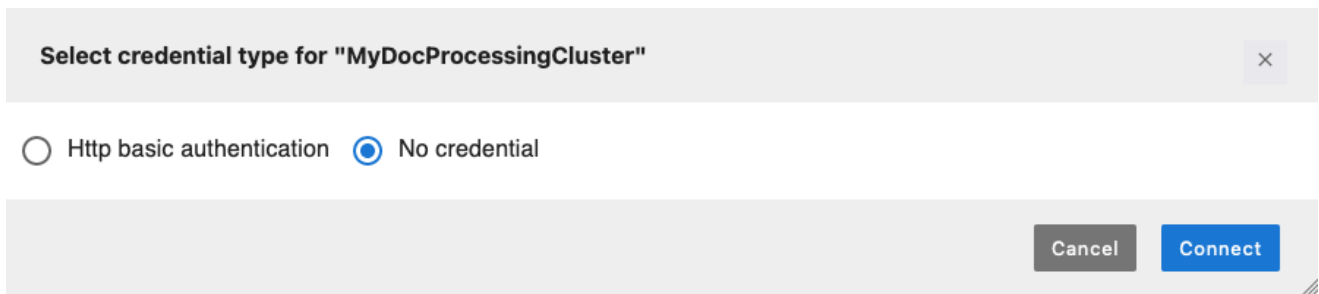 Select credential type for "MyDocProcessingCluster"
Http basic authentication No credential
Cancel Connect